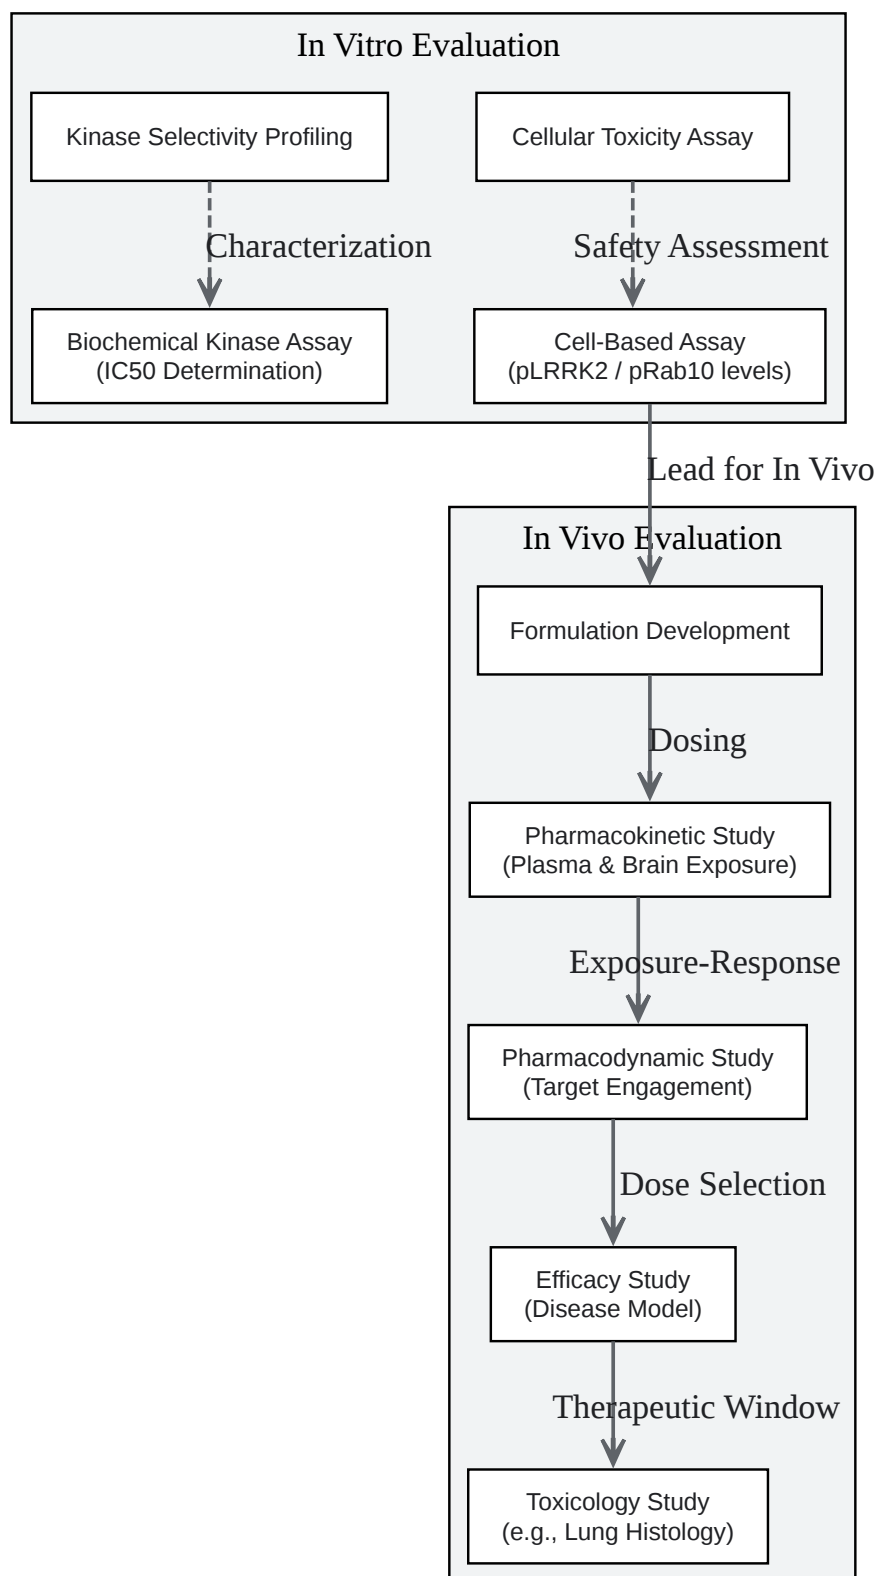 In Vitro Evaluation
Kinase Selectivity Profiling
Cellular Toxicity Assay
Characterization
Safety Assessment
Biochemical Kinase Assay
(IC50 Determination)
Cell-Based Assay
(pLRRK2 / pRab10 levels)
Lead for In Vivo
In Vivo Evaluation
Formulation Development
Dosing
Pharmacokinetic Study
(Plasma & Brain Exposure)
Exposure-Response
Pharmacodynamic Study
(Target Engagement)
Dose Selection
Efficacy Study
(Disease Model)
Therapeutic Window
Toxicology Study
(e.g., Lung Histology)